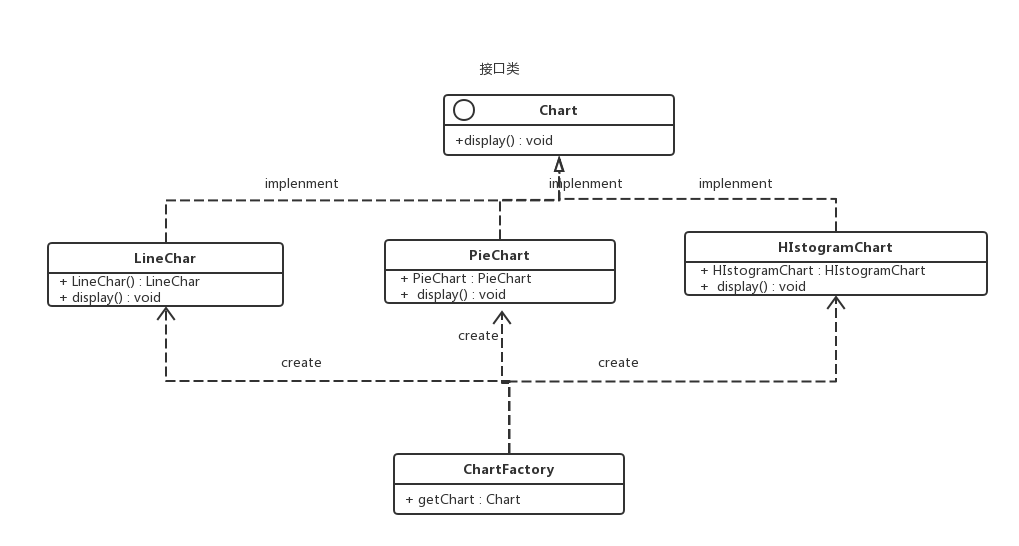 接口类
Chart
+display() : void
implenment
implenment
implenment
LineChar
+ LineChar() : LineChar
+ display() : void
PieChart
+ PieChart : PieChart
+ display() : void
HIstogramChart
+ HIstogramChart : HIstogramChart
+ display() : void
create
create
create
ChartFactory
+ getChart : Chart